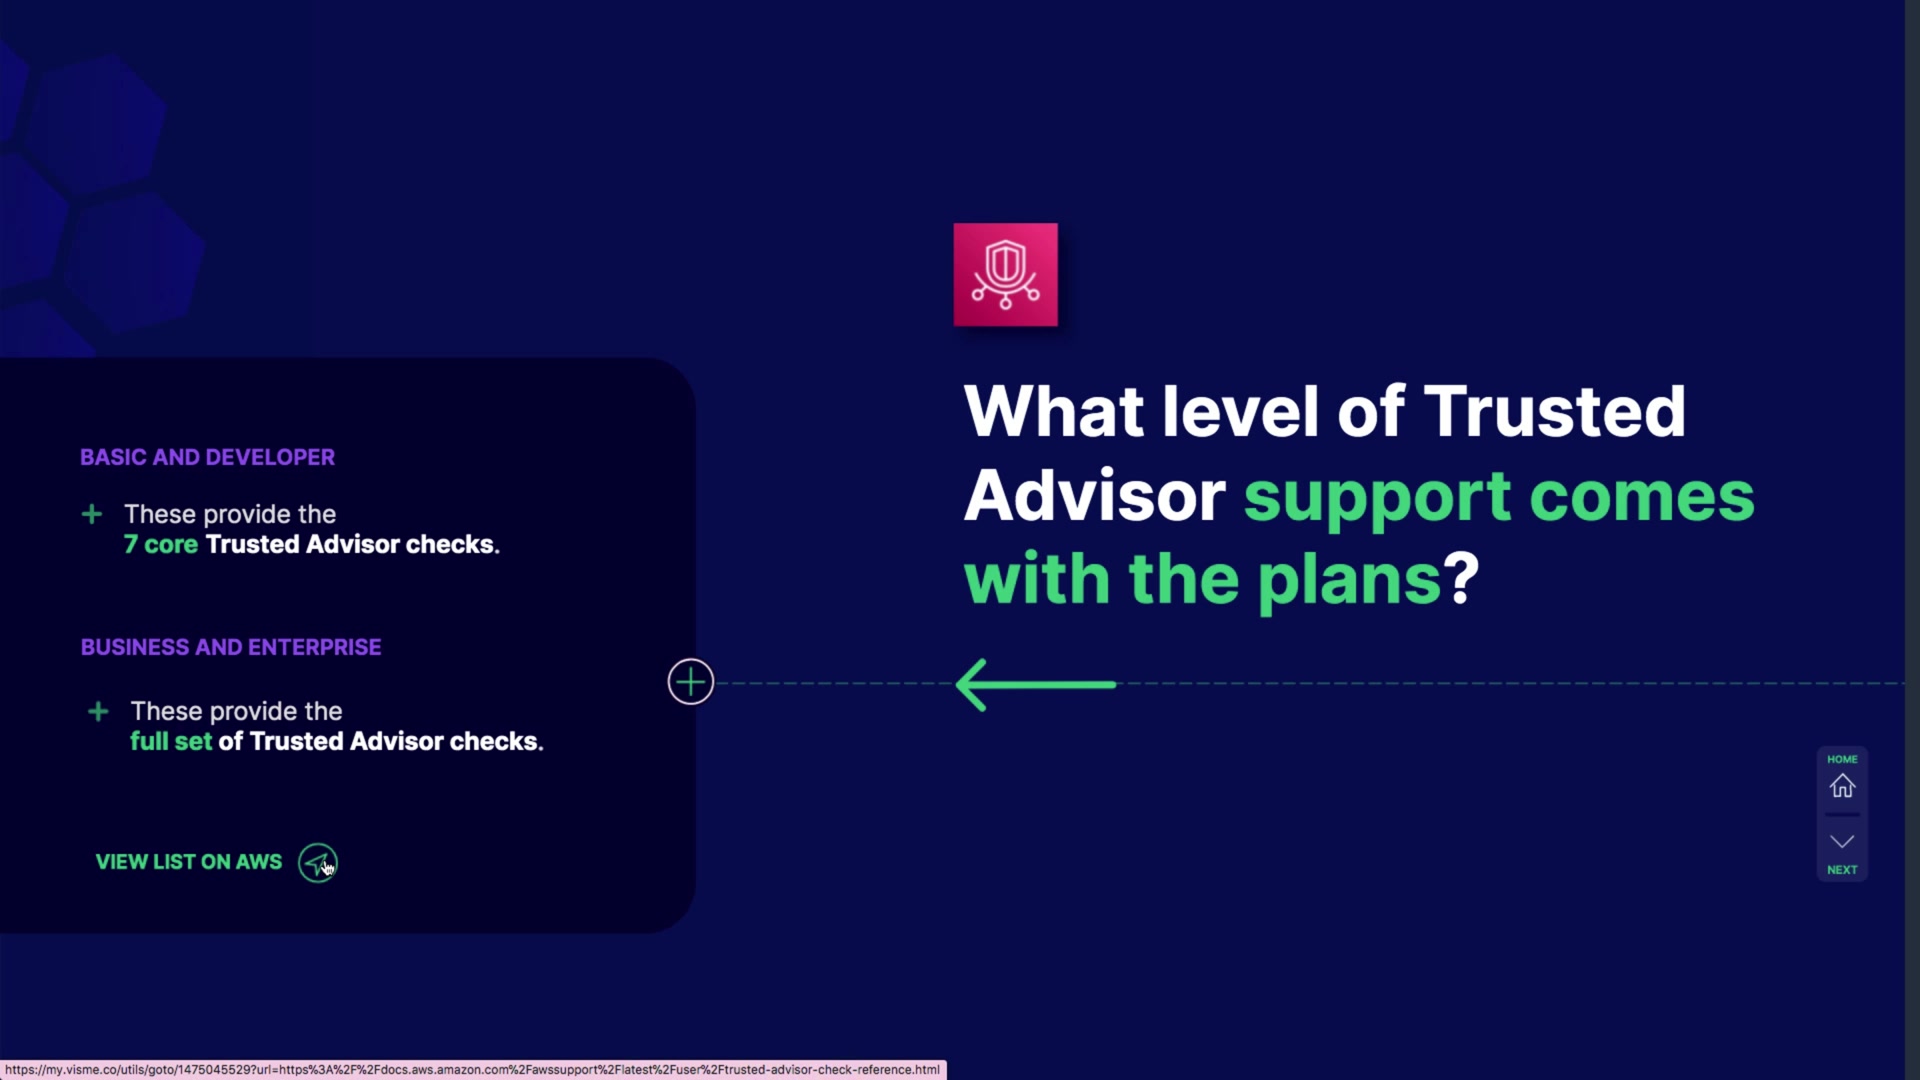 What level of Trusted
Advisor support comes
with the plans?
BASIC AND DEVELOPER
These provide the
7 core Trusted Advisor checks.
BUSINESS AND ENTERPRISE
These provide the
full set of Trusted Advisor checks.
VIEW LIST ON AWS
HOME
NEXT
https://my.visme.co/utils/goto/1475045529?url=https%3A%2F%2Fdocs.aws.amazon.com%2Fawssupport%2Flatest%2Fuser%2Ftrusted-advisor-check-reference.html